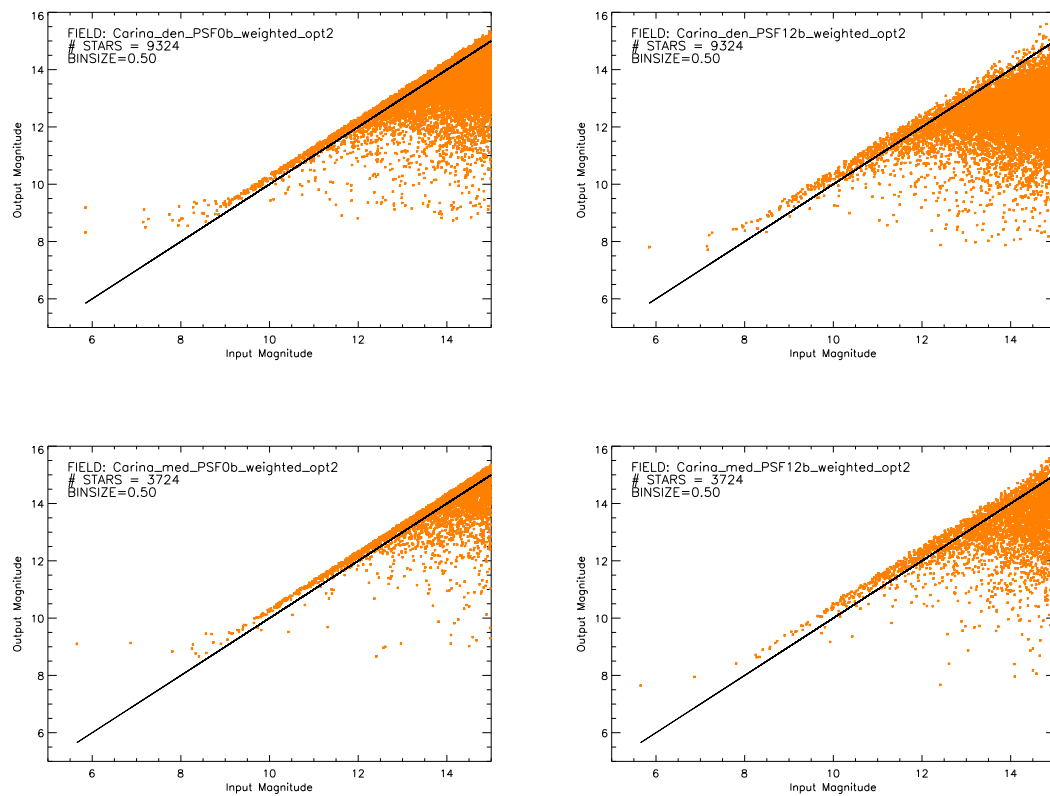 FIELD: Carina_den_PSF0b_weighted_opt2
# STARS = 9324
BINSIZE=0.50
Output Magnitude
16
14
12
10
8
6
6 8 10 12 14
Input Magnitude
FIELD: Carina_den_PSF12b_weighted_opt2
# STARS = 9324
BINSIZE=0.50
Output Magnitude
16
14
12
10
8
6
6 8 10 12 14
Input Magnitude
FIELD: Carina_med_PSF0b_weighted_opt2
# STARS = 3724
BINSIZE=0.50
Output Magnitude
16
14
12
10
8
6
6 8 10 12 14
Input Magnitude
FIELD: Carina_med_PSF12b_weighted_opt2
# STARS = 3724
BINSIZE=0.50
Output Magnitude
16
14
12
10
8
6
6 8 10 12 14
Input Magnitude